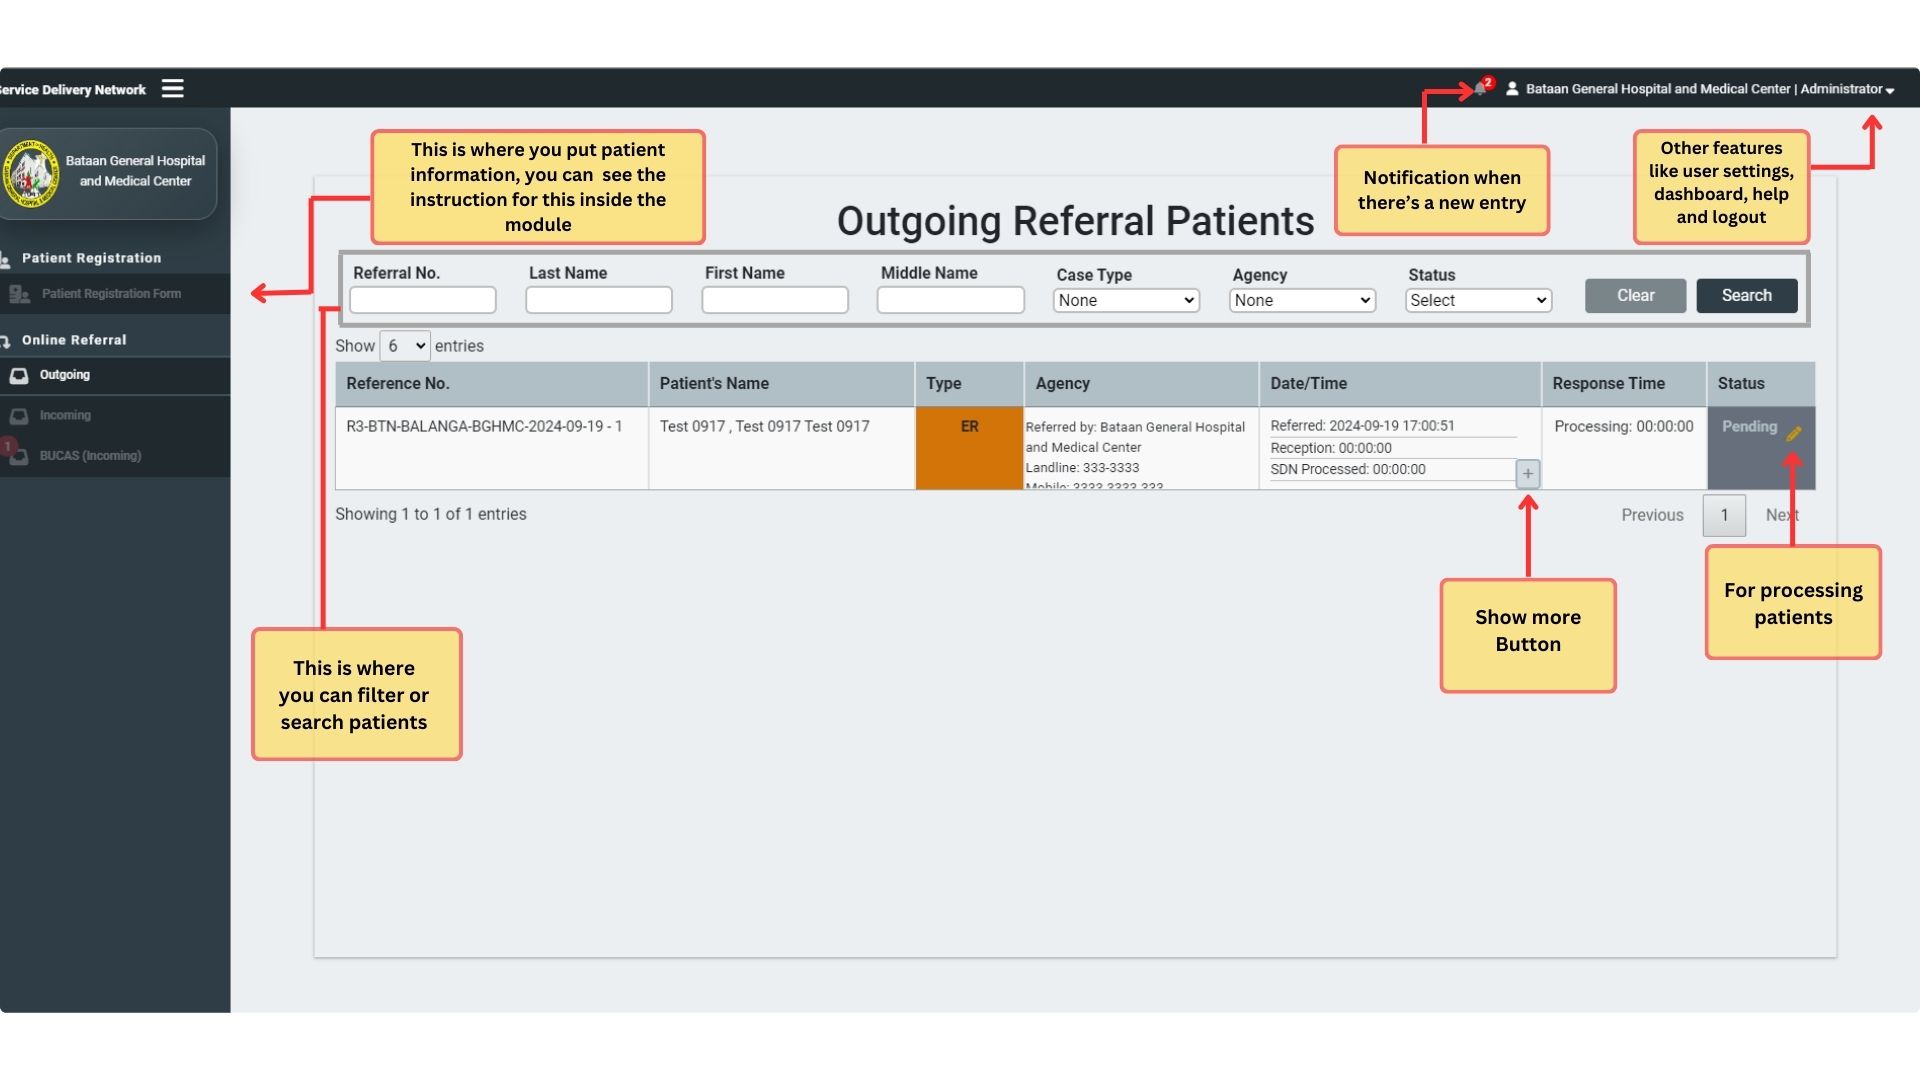 ervice Delivery Network
2
Bataan General Hospital and Medical Center | Administrator
Bataan General Hospital
and Medical Center
Patient Registration
Patient Registration Form
Online Referral
Outgoing
Incoming
1
BUCAS (Incoming)
This is where you put patient
information, you can see the
instruction for this inside the
module
Notification when
there's a new entry
Other features
like user settings,
dashboard, help
and logout
Outgoing Referral Patients
Referral No. Last Name First Name Middle Name Case Type Agency Status
None None Select Clear Search
Show 6 entries
Reference No. Patient's Name Type Agency Date/Time Response Time Status
R3-BTN-BALANGA-BGHMC-2024-09-19 - 1
Test 0917 , Test 0917 Test 0917
ER
Referred by: Bataan General Hospital
and Medical Center
Landline: 333-3333
Mobile: 3333-3333-333
Referred: 2024-09-19 17:00:51
Reception: 00:00:00
SDN Processed: 00:00:00
+
Processing: 00:00:00
Pending
Showing 1 to 1 of 1 entries
Previous 1 Next
Show more
Button
For processing
patients
This is where
you can filter or
search patients